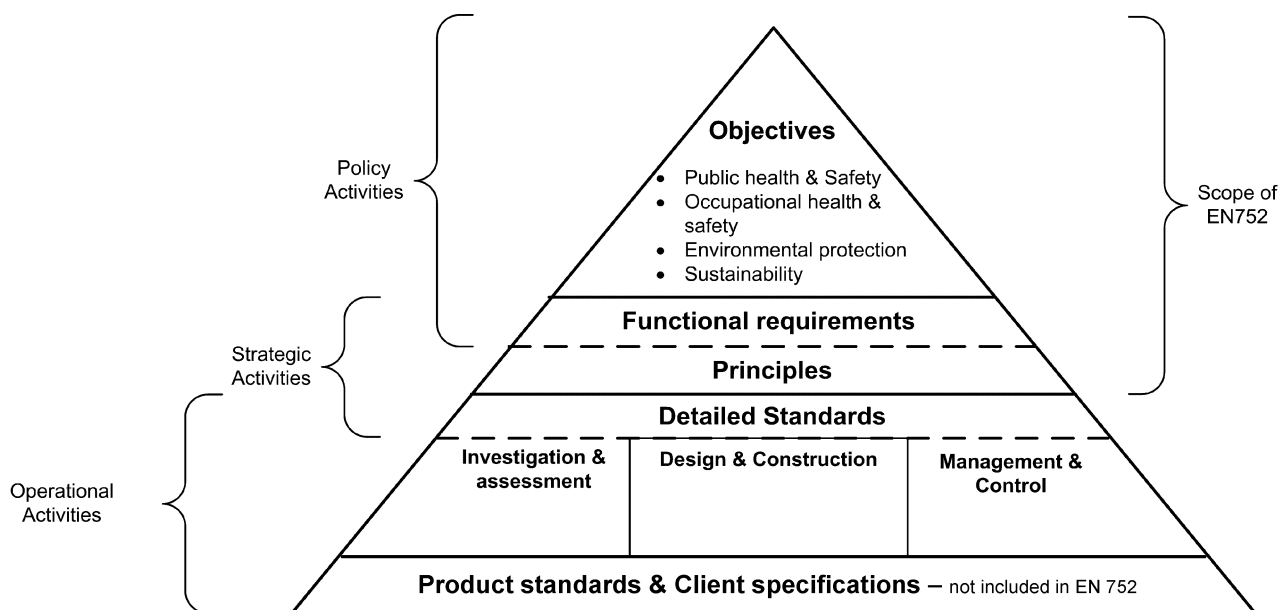 Objectives
Policy
Activities
• Public health & Safety
• Occupational health &
safety
• Environmental protection
• Sustainability
Scope of
EN752
Functional requirements
Strategic
Activities
Principles
Detailed Standards
Investigation &
assessment
Design & Construction
Management &
Control
Operational
Activities
Product standards & Client specifications – not included in EN 752